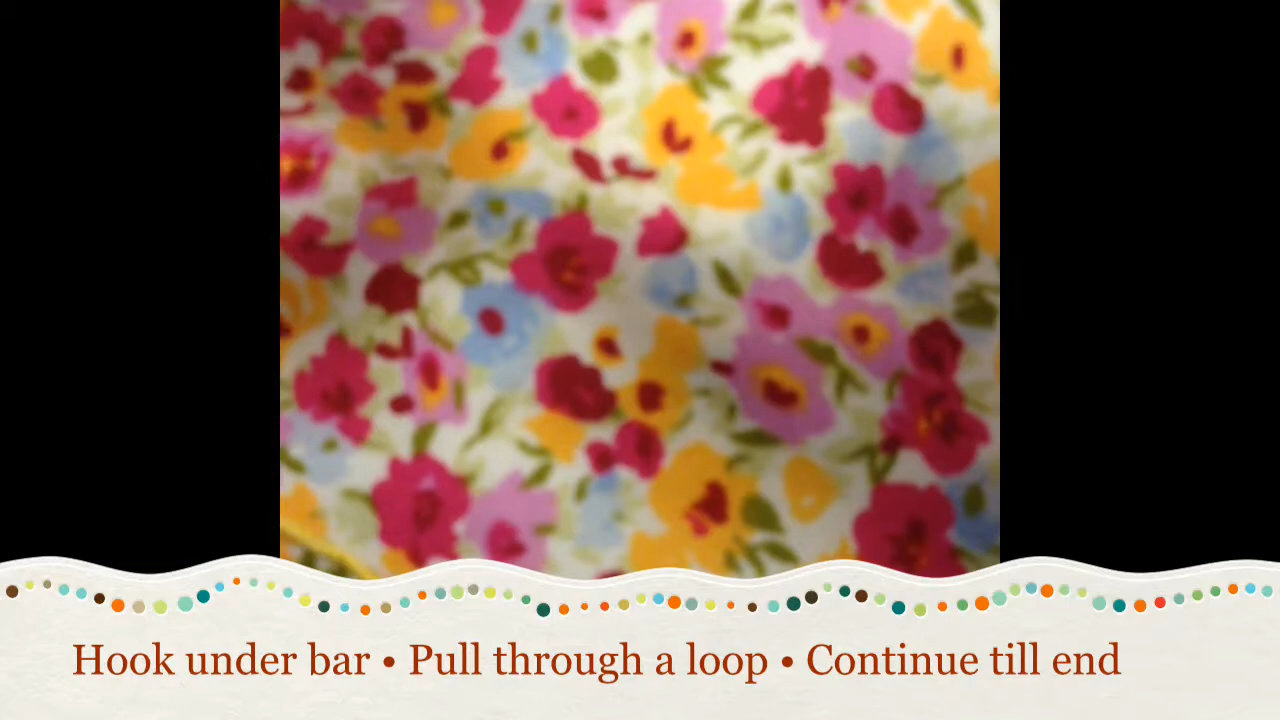 Hook under bar • Pull through a loop • Continue till end